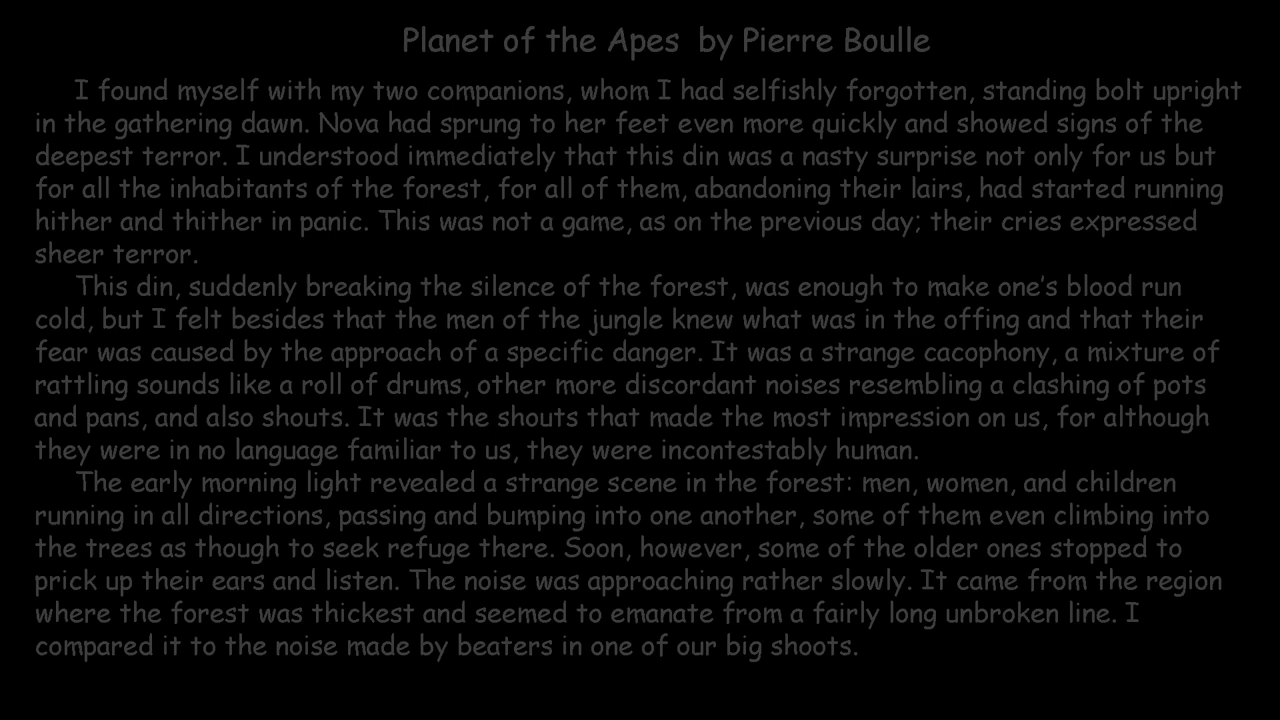 Planet of the Apes  by Pierre Boulle
I found myself with my two companions, whom I had selfishly forgotten, standing bolt upright
in the gathering dawn. Nova had sprung to her feet even more quickly and showed signs of the
deepest terror. I understood immediately that this din was a nasty surprise not only for us but
for all the inhabitants of the forest, for all of them, abandoning their lairs, had started running
hither and thither in panic. This was not a game, as on the previous day; their cries expressed
sheer terror.
This din, suddenly breaking the silence of the forest, was enough to make one’s blood run
cold, but I felt besides that the men of the jungle knew what was in the offing and that their
fear was caused by the approach of a specific danger. It was a strange cacophony, a mixture of
rattling sounds like a roll of drums, other more discordant noises resembling a clashing of pots
and pans, and also shouts. It was the shouts that made the most impression on us, for although
they were in no language familiar to us, they were incontestably human.
The early morning light revealed a strange scene in the forest: men, women, and children
running in all directions, passing and bumping into one another, some of them even climbing into
the trees as though to seek refuge there. Soon, however, some of the older ones stopped to
prick up their ears and listen. The noise was approaching rather slowly. It came from the region
where the forest was thickest and seemed to emanate from a fairly long unbroken line. I
compared it to the noise made by beaters in one of our big shoots.